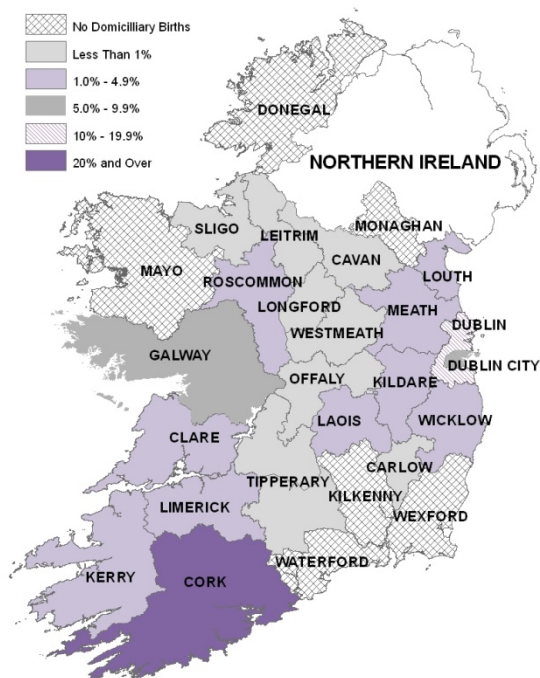 No Domicilliary Births
Less Than 1%
1.0% - 4.9%
5.0% - 9.9%
10% - 19.9%
20% and Over
DONEGAL
NORTHERN IRELAND
MONAGHAN
SLIGO
LEITRIM
CAVAN
MAYO
LOUTH
ROSCOMMON
LONGFORD
MEATH
WESTMEATH
DUBLIN
GALWAY
DUBLIN CITY
OFFALY
KILDARE
LAOIS
WICKLOW
CLARE
CARLOW
TIPPERARY
KILKENNY
LIMERICK
WEXFORD
WATERFORD
KERRY
CORK